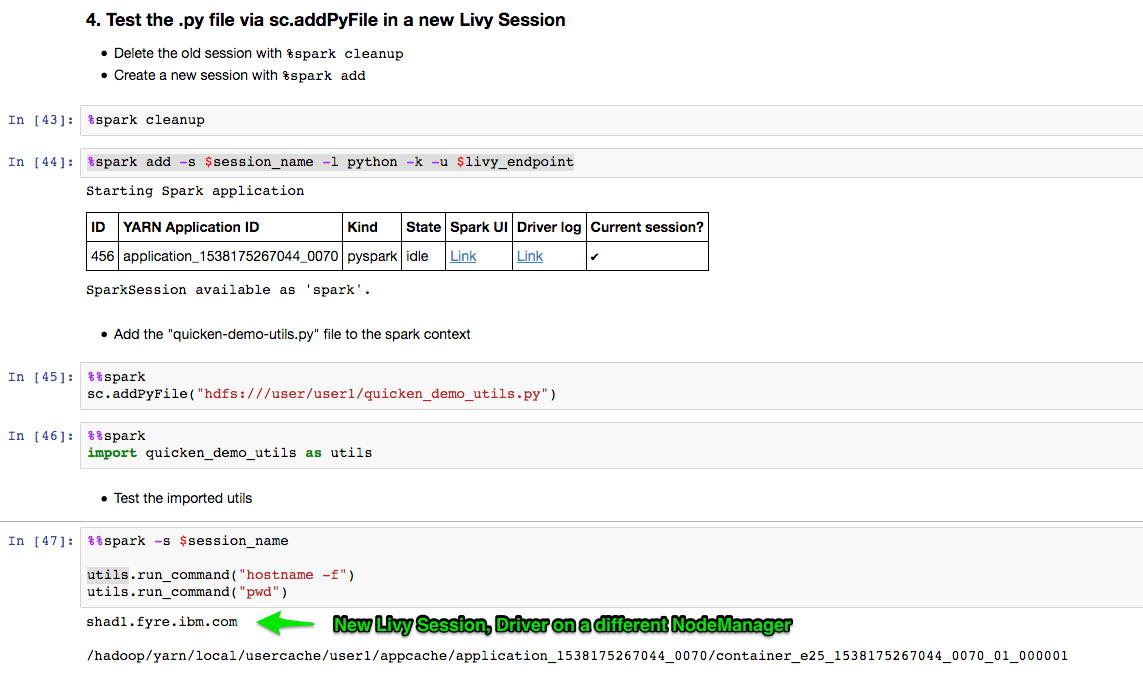 4. Test the .py file via sc.addPyFile in a new Livy Session
• Delete the old session with %spark cleanup
• Create a new session with %spark add
In [43]: %spark cleanup
In [44]: %spark add -s $session_name -l python -k -u $livy_endpoint
Starting Spark application
ID YARN Application ID Kind State Spark UI Driver log Current session?
456 application_1538175267044_0070 pyspark idle Link Link ✔
SparkSession available as 'spark'.
• Add the "quicken-demo-utils.py" file to the spark context
In [45]: %%spark
sc.addPyFile("hdfs:///user/user1/quicken_demo_utils.py")
In [46]: %%spark
import quicken_demo_utils as utils
• Test the imported utils
In [47]: %%spark -s $session_name
utils.run_command("hostname -f")
utils.run_command("pwd")
shad1.fyre.ibm.com New Livy Session, Driver on a different NodeManager
/hadoop/yarn/local/usercache/user1/appcache/application_1538175267044_0070/container_e25_1538175267044_0070_01_000001